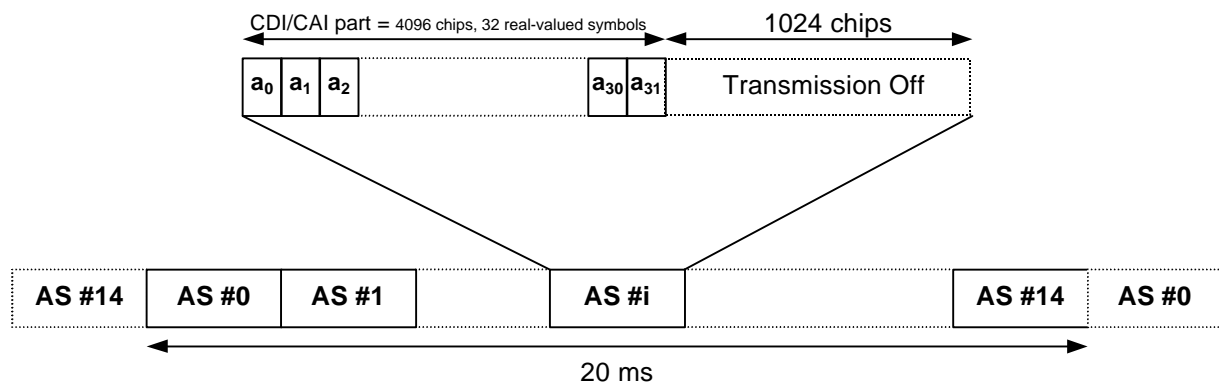 CDI/CAI part = 4096 chips, 32 real-valued symbols
1024 chips
a0 a1 a2 a30 a31 Transmission Off
AS #14 AS #0 AS #1 AS #i AS #14 AS #0
20 ms